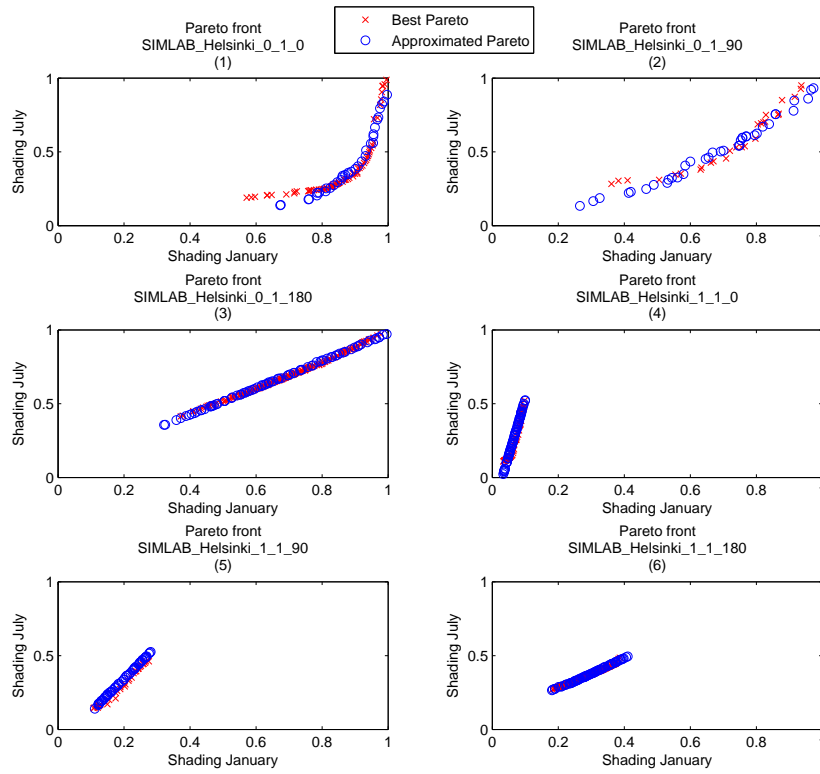 Best Pareto
Approximated Pareto
Pareto front
SIMLAB_Helsinki_0_1_0
(1)
1
0.5
0
Shading July
0
0.2
0.4
0.6
0.8
1
Shading January
Pareto front
SIMLAB_Helsinki_0_1_90
(2)
1
0.5
0
Shading July
0
0.2
0.4
0.6
0.8
1
Shading January
Pareto front
SIMLAB_Helsinki_0_1_180
(3)
1
0.5
0
Shading July
0
0.2
0.4
0.6
0.8
1
Shading January
Pareto front
SIMLAB_Helsinki_1_1_0
(4)
1
0.5
0
Shading July
0
0.2
0.4
0.6
0.8
1
Shading January
Pareto front
SIMLAB_Helsinki_1_1_90
(5)
1
0.5
0
Shading July
0
0.2
0.4
0.6
0.8
1
Shading January
Pareto front
SIMLAB_Helsinki_1_1_180
(6)
1
0.5
0
Shading July
0
0.2
0.4
0.6
0.8
1
Shading January